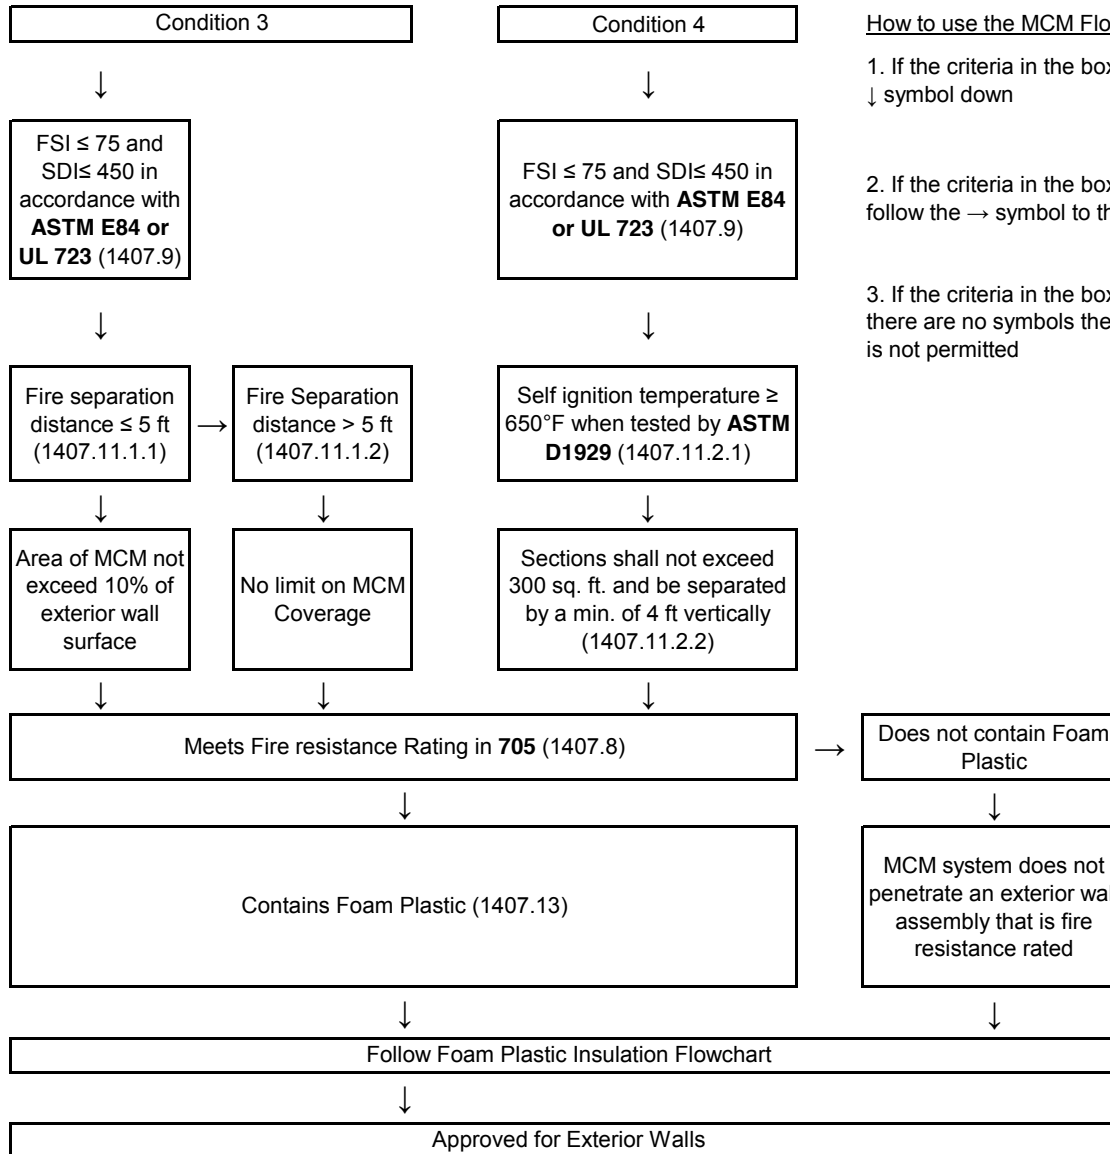 Condition 3
↓
FSI ≤ 75 and
SDI≤ 450 in
accordance with
ASTM E84 or
UL 723 (1407.9)
↓
Fire separation
distance ≤ 5 ft
(1407.11.1.1)
→
Fire Separation
distance > 5 ft
(1407.11.1.2)
↓
↓
Area of MCM not
exceed 10% of
exterior wall
surface
No limit on MCM
Coverage
↓
↓
Condition 4
↓
FSI ≤ 75 and SDI≤ 450 in
accordance with ASTM E84
or UL 723 (1407.9)
↓
Self ignition temperature ≥
650°F when tested by ASTM
D1929 (1407.11.2.1)
↓
Sections shall not exceed
300 sq. ft. and be separated
by a min. of 4 ft vertically
(1407.11.2.2)
↓
How to use the MCM Flo
1. If the criteria in the box
↓ symbol down
2. If the criteria in the box
follow the → symbol to th
3. If the criteria in the box
there are no symbols the
is not permitted
Meets Fire resistance Rating in 705 (1407.8)
→
Does not contain Foam
Plastic
↓
↓
Contains Foam Plastic (1407.13)
MCM system does not
penetrate an exterior wal
assembly that is fire
resistance rated
↓
↓
Follow Foam Plastic Insulation Flowchart
↓
Approved for Exterior Walls